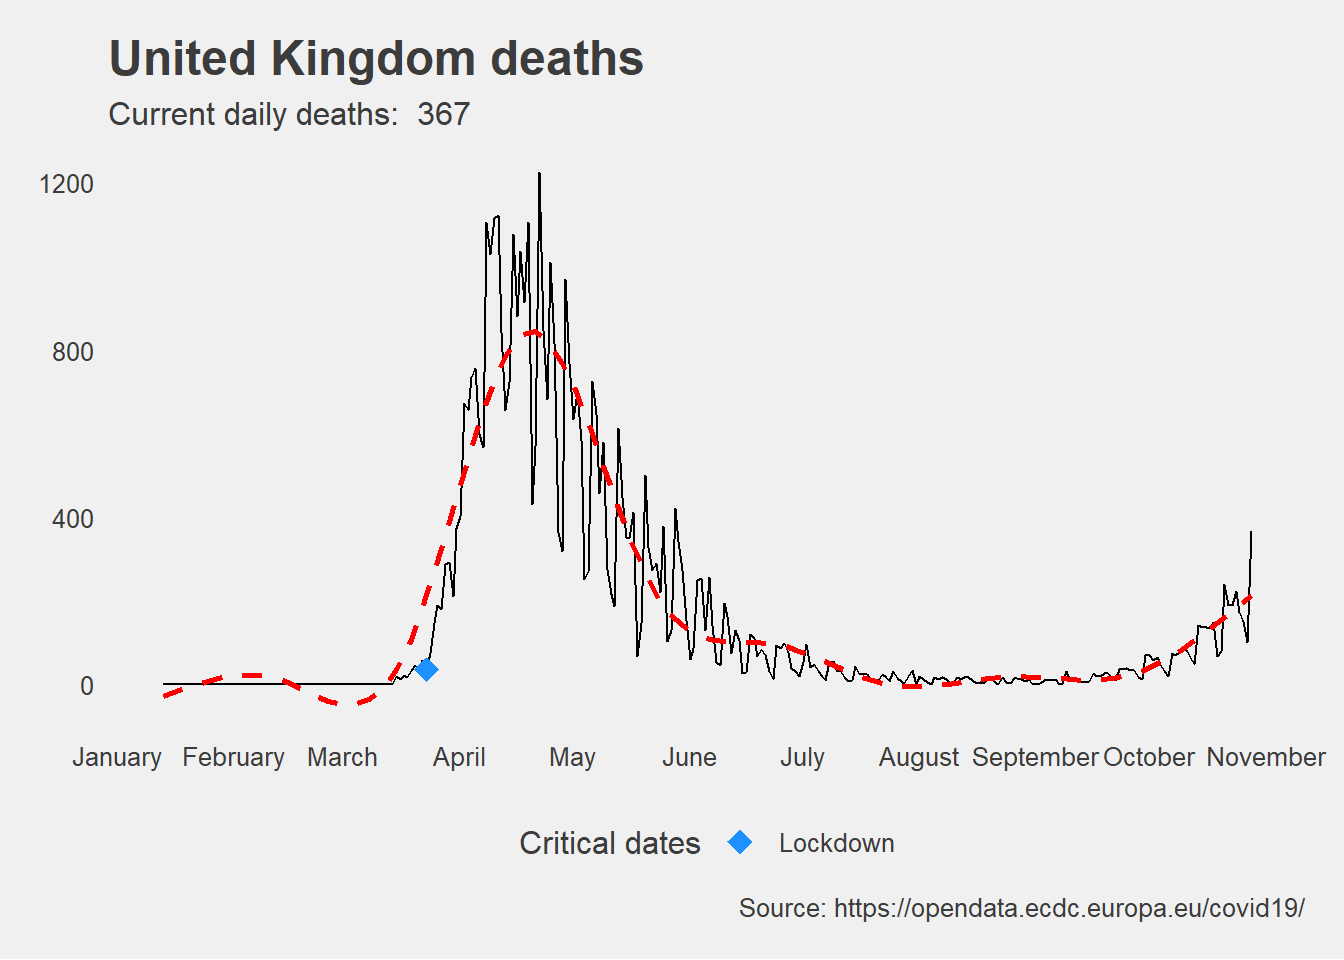 United Kingdom deaths
Current daily deaths:  367
1200
800
400
0
January February March April May June July August September October November
Critical dates Lockdown
Source: https://opendata.ecdc.europa.eu/covid19/